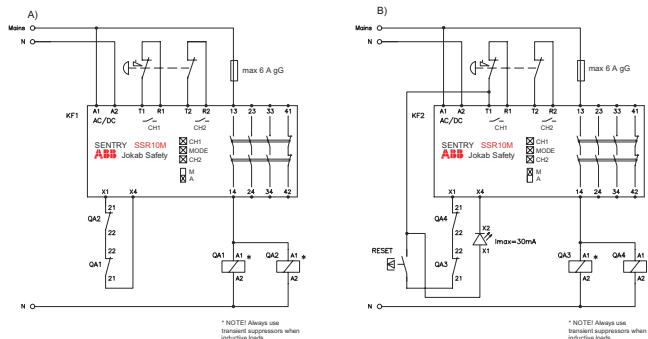 A)
Mains
N
max 6 A gG
A1 A2 T1 R1 T2 R2 13 23 33 41
KF1
AC/DC
CH1
CH2
SENTRY SSR10M
ABB Jokab Safety
CH1
MODE
CH2
M
A
X1 X4 14 24 34 42
21
QA2
22
22
QA1
21
QA1 A1 *
A2
QA2 A1 *
A2
N
* NOTE! Always use
transient suppressors when
inductive loads
B)
Mains
N
max 6 A gG
A1 A2 T1 R1 T2 R2 13 23 33 41
KF2
AC/DC
CH1
CH2
SENTRY SSR10M
ABB Jokab Safety
CH1
MODE
CH2
M
A
X1 X4 14 24 34 42
21
QA4
22
X2
Imax=30mA
X1
RESET
22
QA3
21
QA3 A1 *
A2
QA4 A1
A2
N
* NOTE! Always use
transient suppressors when
inductive loads